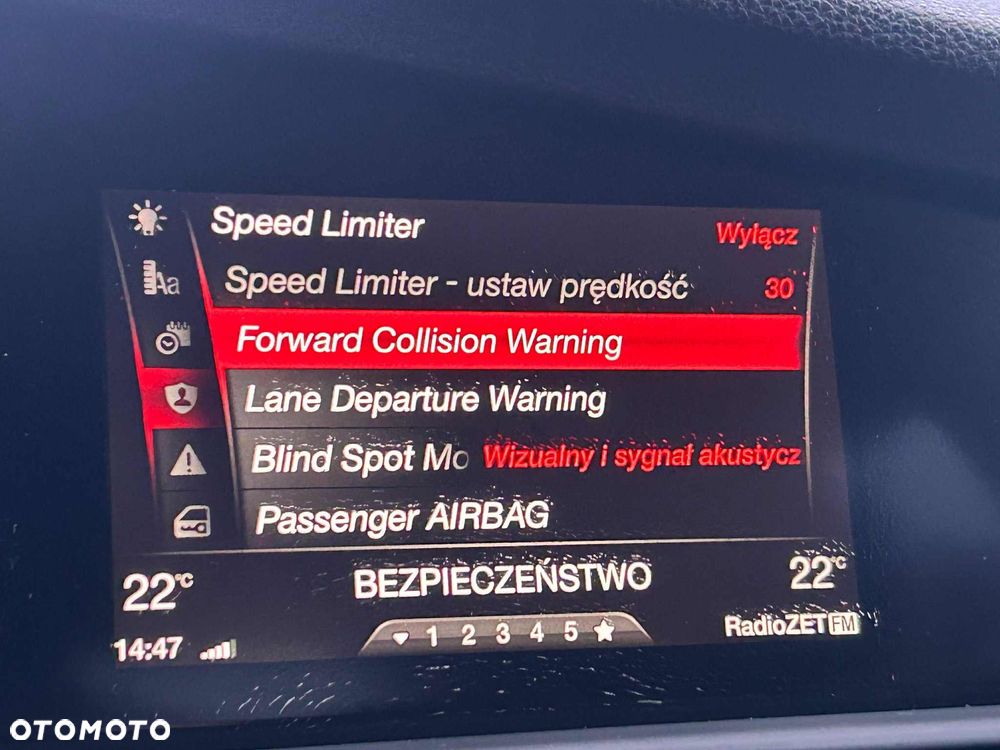 Speed Limiter Wyłącz
Aa Speed Limiter - ustaw prędkość 30
Forward Collision Warning
Lane Departure Warning
Blind Spot Mo Wizualny i sygnał akustycz
Passenger AIRBAG
22°C BEZPIECZEŃSTWO 22°C
14:47 1 2 3 4 5 RadioZET FM
OTOMOTO